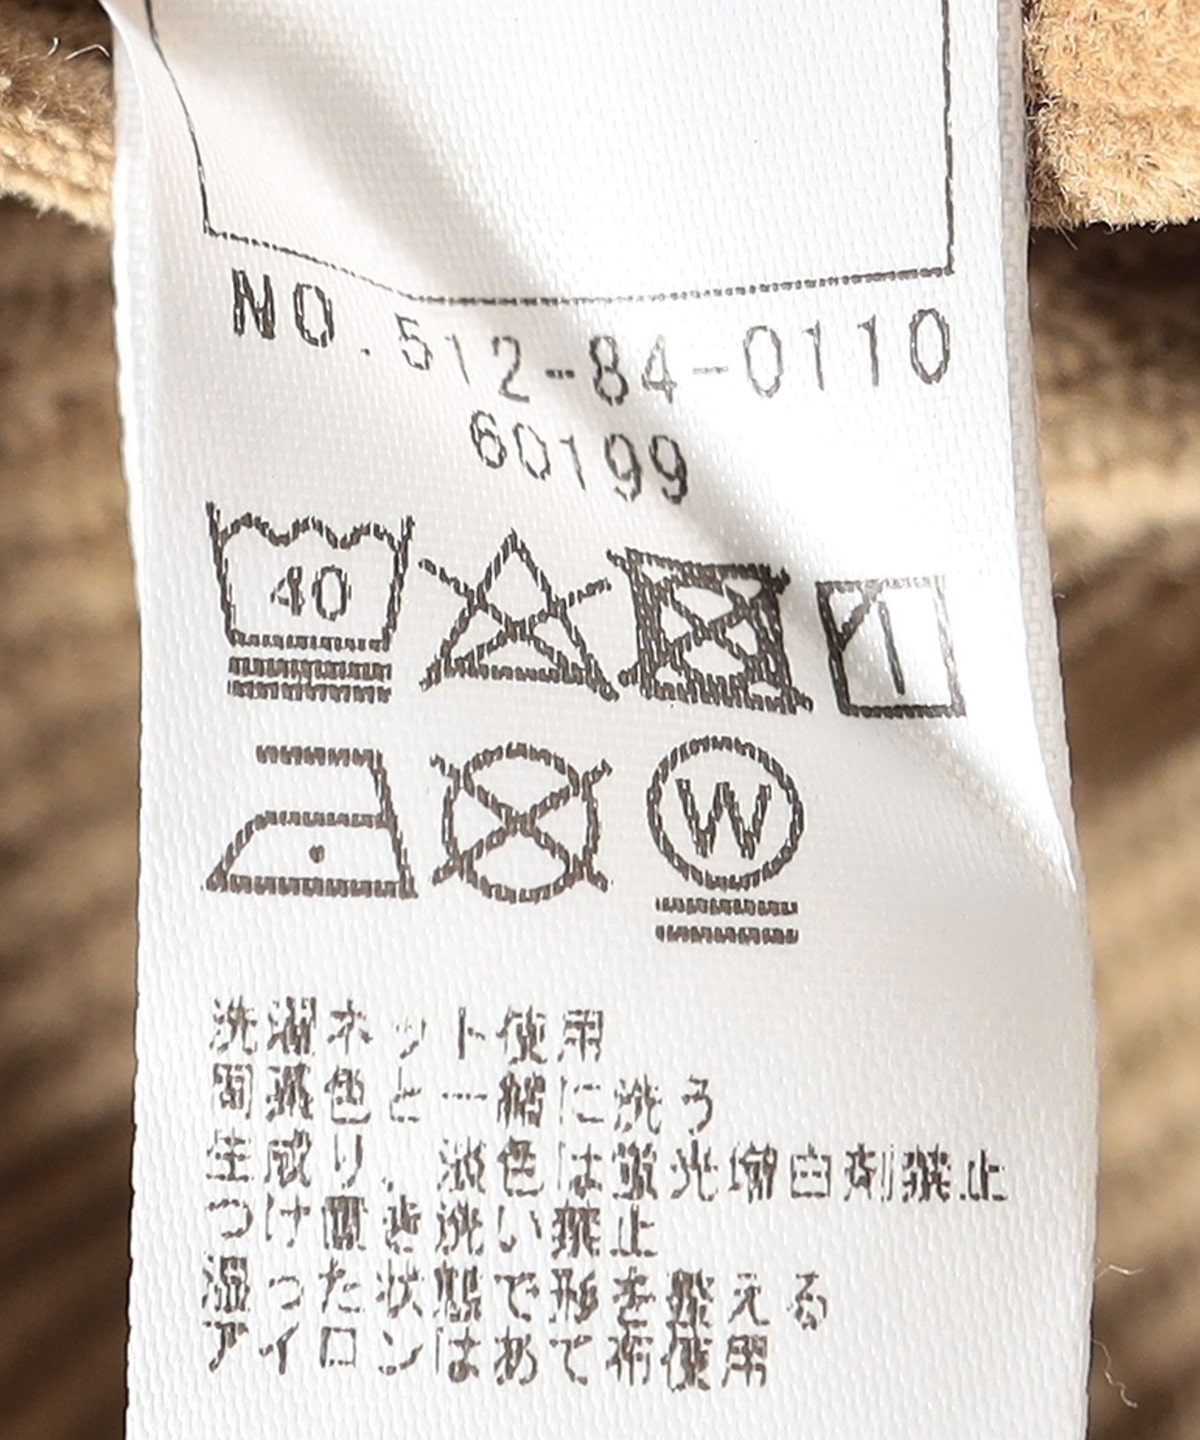 NO.512-84-0110
60199
40
W
洗濯ネット使用
同系色と一緒に洗う
生成り、淡色は蛍光増白剤禁止
つけ置き洗い禁止
湿った状態で形を整える
アイロンはあて布使用